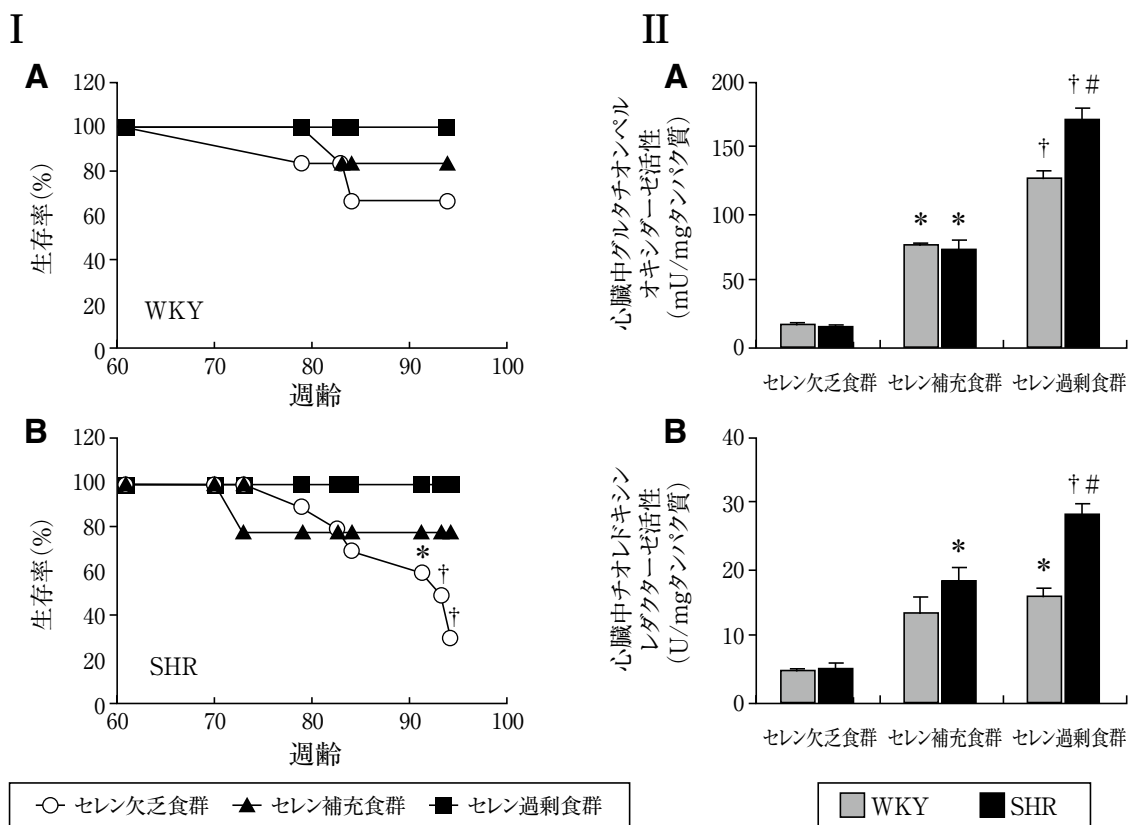 I
A
生存率(%)
120
100
80
60
40
20
0
WKY
60 70 80 90 100
週齢
B
生存率(%)
120
100
80
60
40
20
0
*
†
†
SHR
60 70 80 90 100
週齢
セレン欠乏食群 セレン補充食群 セレン過剰食群
II
A
心臓中グルタチオンペル
オキシダーゼ活性
(mU/mgタンパク質)
200
150
100
50
0
* * † † #
セレン欠乏食群 セレン補充食群 セレン過剰食群
B
心臓中チオレドキシン
レダクターゼ活性
(U/mgタンパク質)
40
30
20
10
0
* * † #
セレン欠乏食群 セレン補充食群 セレン過剰食群
WKY SHR